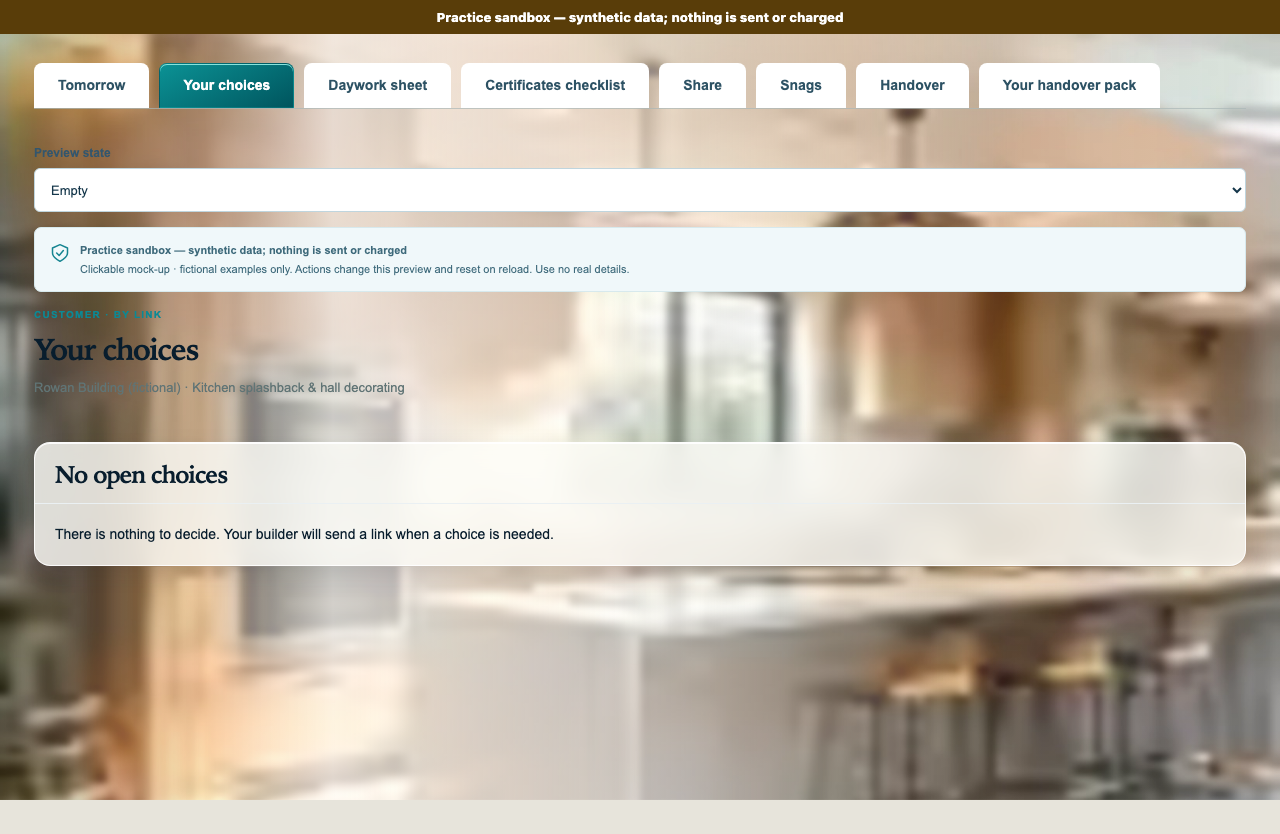 Practice sandbox — synthetic data; nothing is sent or charged
Tomorrow
Your choices
Daywork sheet
Certificates checklist
Share
Snags
Handover
Your handover pack
Preview state
Empty
Practice sandbox — synthetic data; nothing is sent or charged
Clickable mock-up · fictional examples only. Actions change this preview and reset on reload. Use no real details.
CUSTOMER · BY LINK
Your choices
Rowan Building (fictional) · Kitchen splashback & hall decorating
No open choices
There is nothing to decide. Your builder will send a link when a choice is needed.